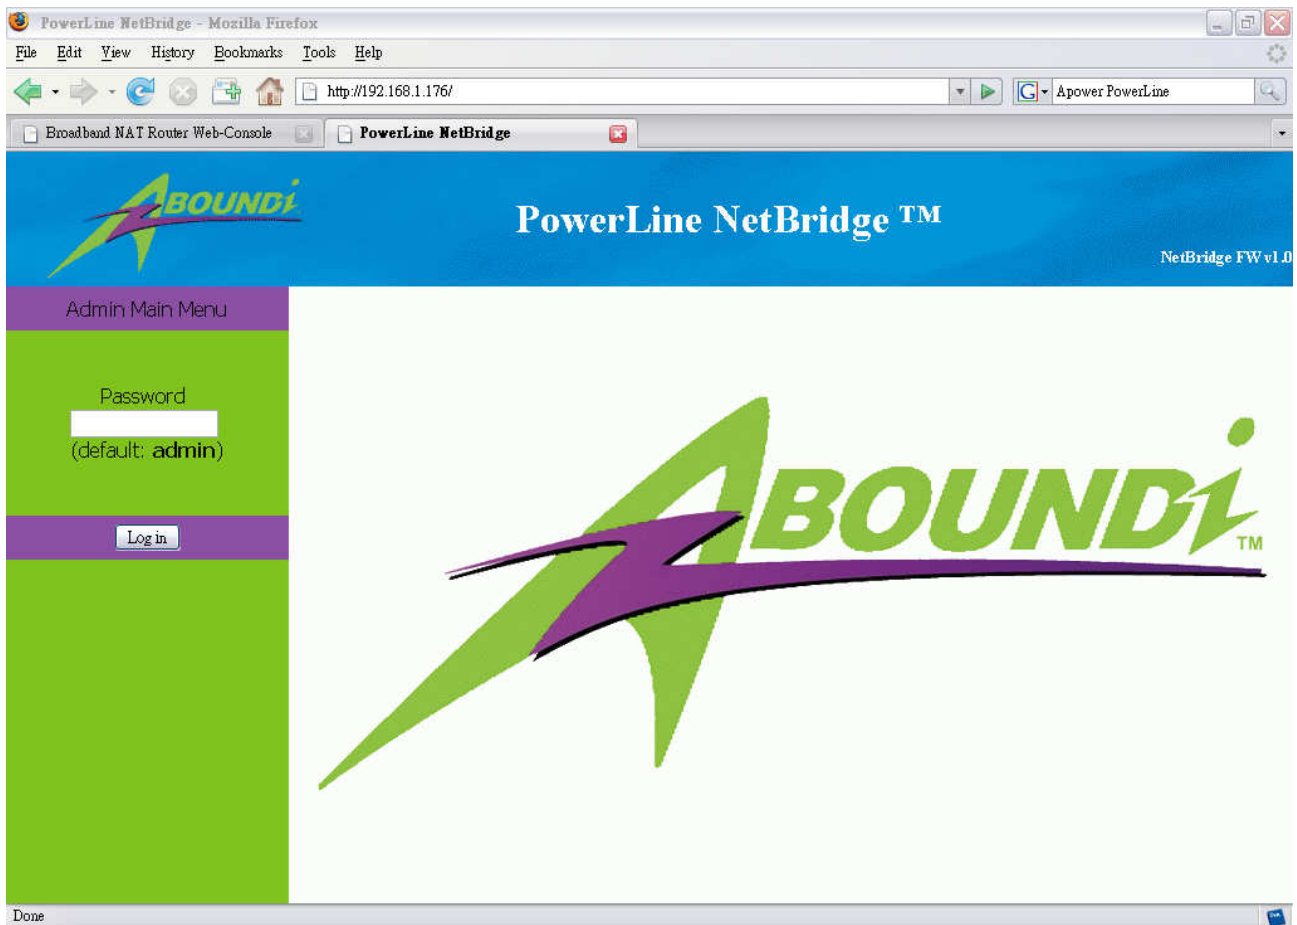 PowerLine NetBridge - Mozilla Firefox
File Edit View History Bookmarks Tools Help
http://192.168.1.176/
G Apower PowerLine
Broadband NAT Router Web-Console
PowerLine NetBridge
ABOUNDi
PowerLine NetBridge ™
NetBridge FW v1.0
Admin Main Menu
Password
(default: admin)
Log in
ABOUNDi™
Done